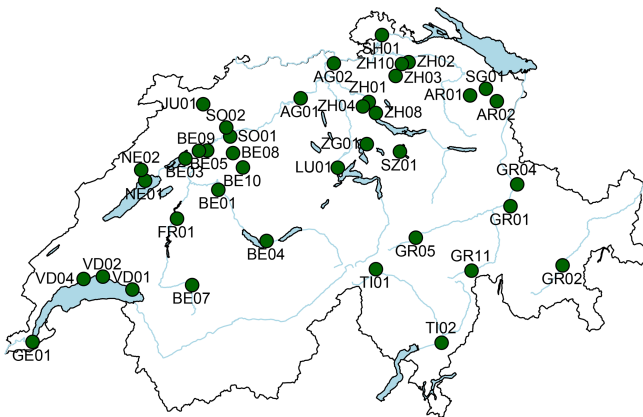 SH01
ZH02
ZH10
AG02
ZH03
SG01
AR01
ZH01
AG01
JU01
AR02
ZH04
ZH08
SO02
SO01
BE09
ZG01
BE08
SZ01
BE05
NE02
BE03
LU01
BE10
GR04
NE01
BE01
GR01
FR01
BE04
GR05
GR11
GR02
VD02
VD04
VD01
TI01
BE07
TI02
GE01